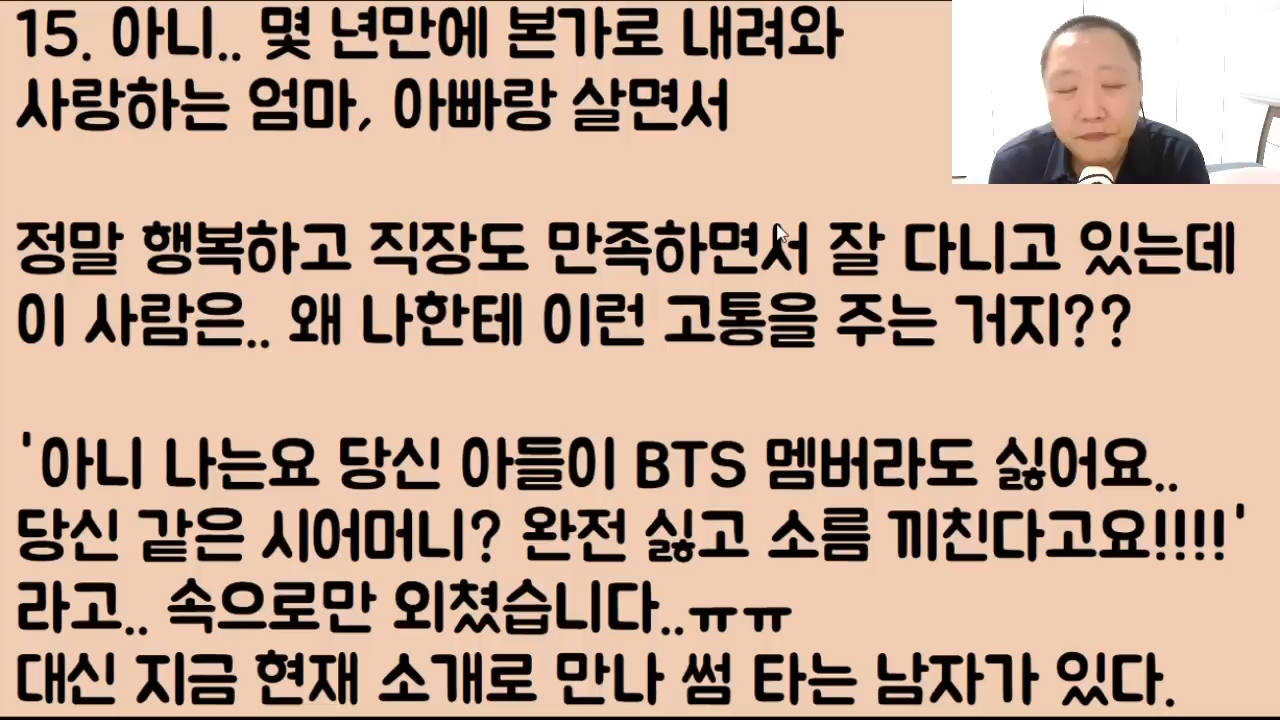 15. 아니.. 몇 년만에 본가로 내려와
사랑하는 엄마, 아빠랑 살면서
정말 행복하고 직장도 만족하면서 잘 다니고 있는데
이 사람은.. 왜 나한테 이런 고통을 주는 거지??
'아니 나는요 당신 아들이 BTS 멤버라도 싫어요..
당신 같은 시어머니? 완전 싫고 소름 끼친다고요!!!!'
라고.. 속으로만 외쳤습니다..ㅠㅠ
대신 지금 현재 소개로 만나 썸 타는 남자가 있다.